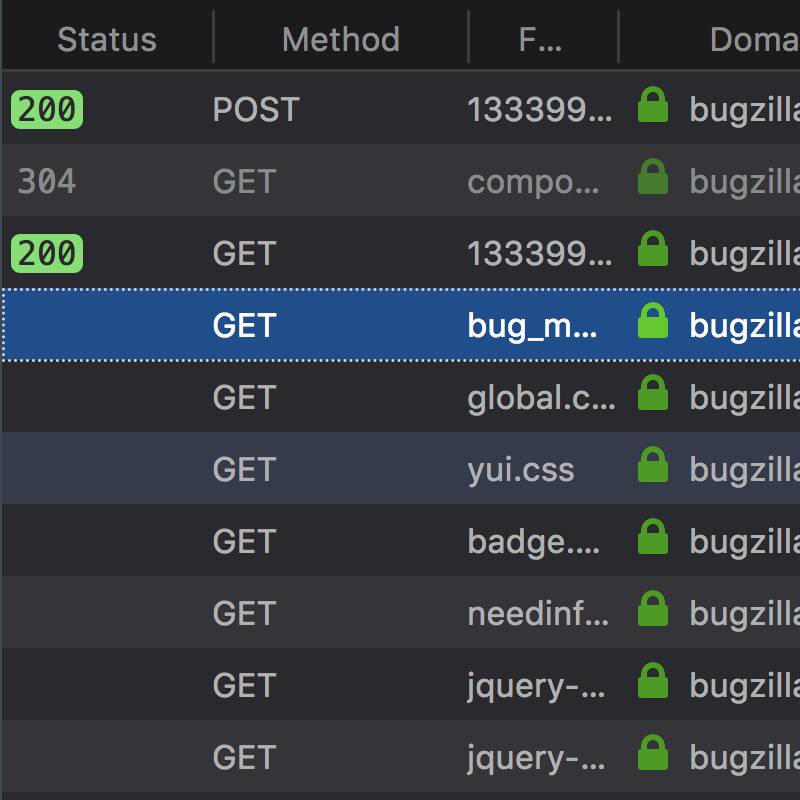 Status Method F... Doma
200 POST 133399... bugzilla
304 GET compo... bugzilla
200 GET 133399... bugzilla
GET bug_m... bugzilla
GET global.c... bugzilla
GET yui.css bugzilla
GET badge.... bugzilla
GET needinf... bugzilla
GET jquery-... bugzilla
GET jquery-... bugzilla